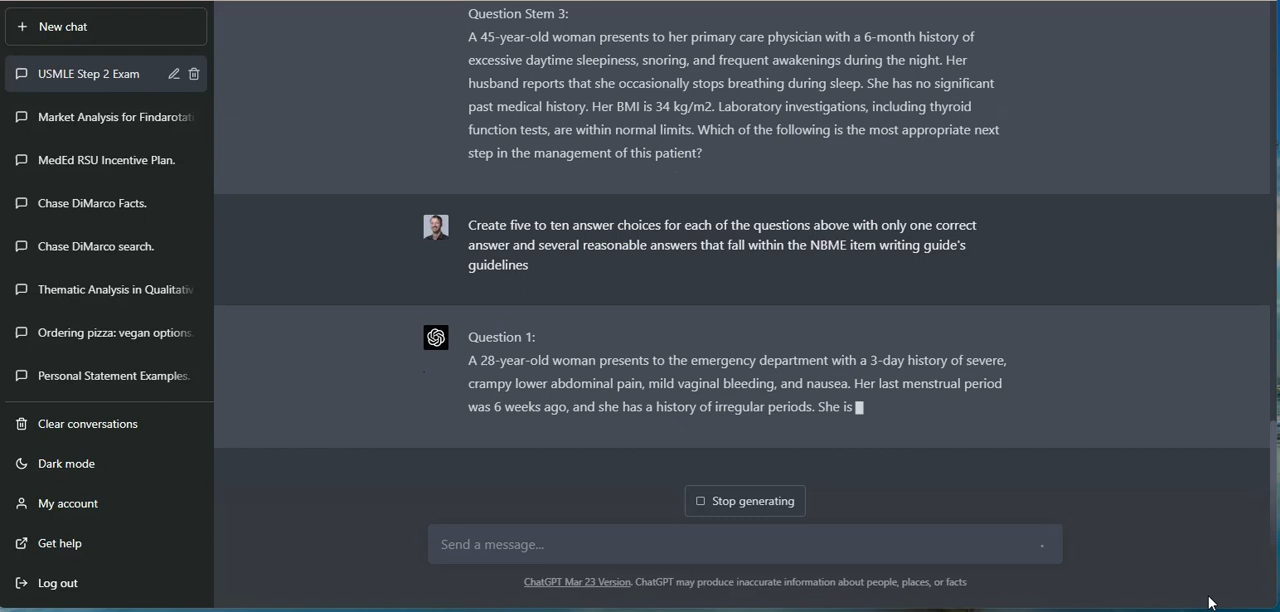 New chat
USMLE Step 2 Exam
Market Analysis for Findarotati
MedEd RSU Incentive Plan.
Chase DiMarco Facts.
Chase DiMarco search.
Thematic Analysis in Qualitativ
Ordering pizza: vegan options.
Personal Statement Examples.
Clear conversations
Dark mode
My account
Get help
Log out
Question Stem 3:
A 45-year-old woman presents to her primary care physician with a 6-month history of
excessive daytime sleepiness, snoring, and frequent awakenings during the night. Her
husband reports that she occasionally stops breathing during sleep. She has no significant
past medical history. Her BMI is 34 kg/m2. Laboratory investigations, including thyroid
function tests, are within normal limits. Which of the following is the most appropriate next
step in the management of this patient?
Create five to ten answer choices for each of the questions above with only one correct
answer and several reasonable answers that fall within the NBME item writing guide's
guidelines
Question 1:
A 28-year-old woman presents to the emergency department with a 3-day history of severe,
crampy lower abdominal pain, mild vaginal bleeding, and nausea. Her last menstrual period
was 6 weeks ago, and she has a history of irregular periods. She is
Stop generating
Send a message...
ChatGPT Mar 23 Version. ChatGPT may produce inaccurate information about people, places, or facts